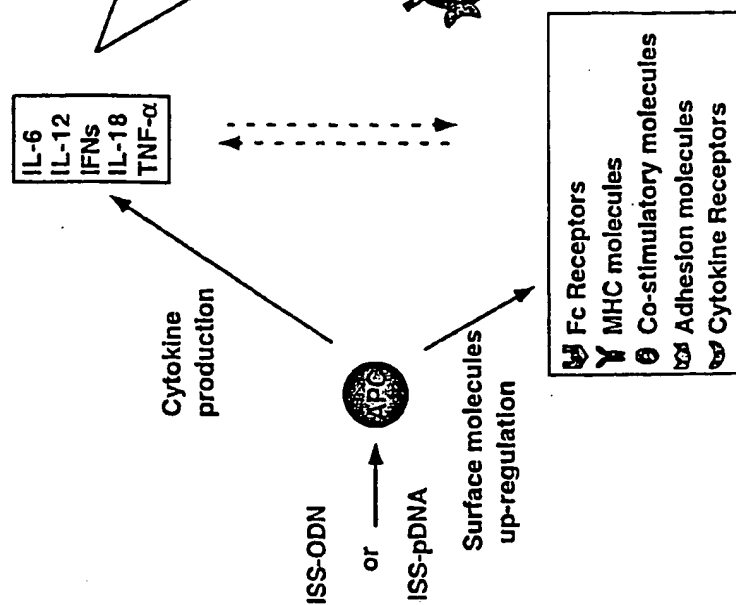 ISS-ODN
or
ISS-pDNA
APC
Cytokine
production
IL-6
IL-12
IFNs
IL-18
TNF-α
Surface molecules
up-regulation
Fc Receptors
MHC molecules
Co-stimulatory molecules
Adhesion molecules
Cytokine Receptors